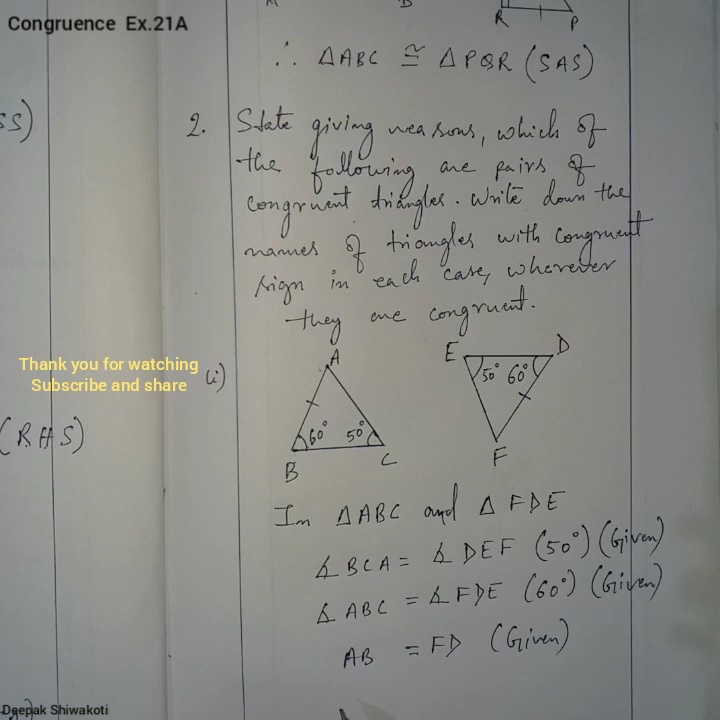 Congruence Ex.21A
A B R P
∴ ΔABC ≅ ΔPQR (SAS)
SS)
2. State giving reasons, which of
the following are pairs of
congruent triangles. Write down the
names of triangles with congruent
sign in each case, wherever
they are congruent.
Thank you for watching
Subscribe and share
(i)
A E D
50° 60°
60° 50°
B C F
(RHS)
In ΔABC and Δ FDE
∡ BCA = ∡ DEF (50°) (Given)
∡ ABC = ∡ FDE (60°) (Given)
AB = FD (Given)
Deepak Shiwakoti